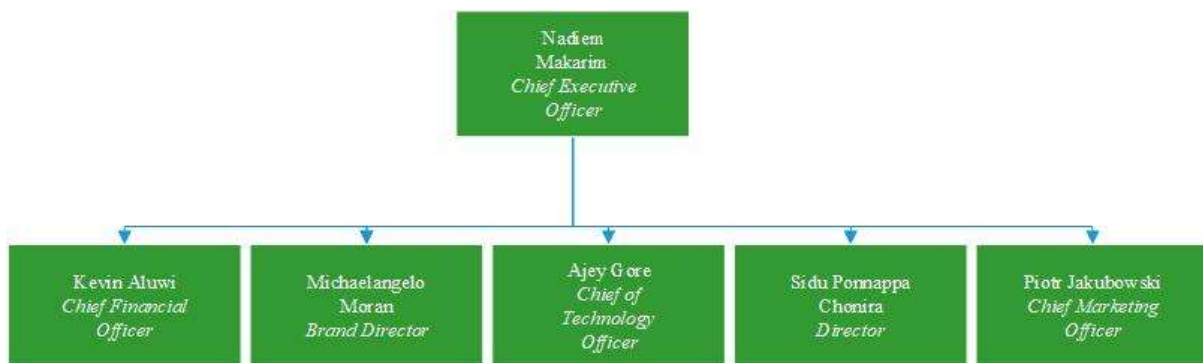 Nadiem
Makarim
Chief Executive
Officer
Kevin Aluwi
Chief Financial
Officer
Michaelangelo
Moran
Brand Director
Ajey Gore
Chief of
Technology
Officer
Sidu Ponnappa
Chonira
Director
Piotr Jakubowski
Chief Marketing
Officer